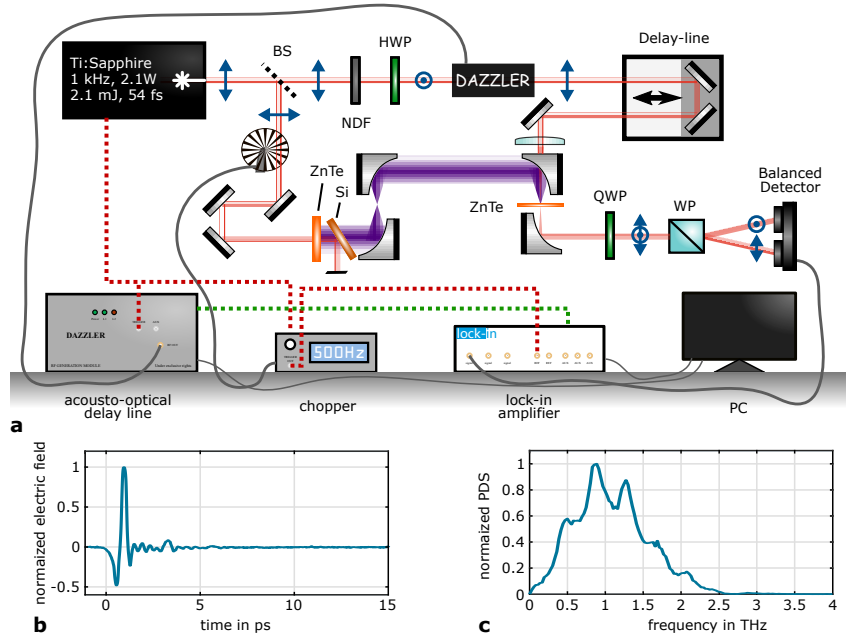 Ti:Sapphire
1 kHz, 2.1W
2.1 mJ, 54 fs
BS
HWP
NDF
DAZZLER
Delay-line
ZnTe
Si
ZnTe
QWP
WP
Balanced
Detector
DAZZLER
500Hz
lock-in
acousto-optical
delay line
chopper
lock-in
amplifier
PC
a
normaized electric field
1
0.5
0
-0.5
0
5
10
15
time in ps
b
normaized PDS
1
0.8
0.6
0.4
0.2
0
0
0.5
1
1.5
2
2.5
3
3.5
4
frequency in THz
c